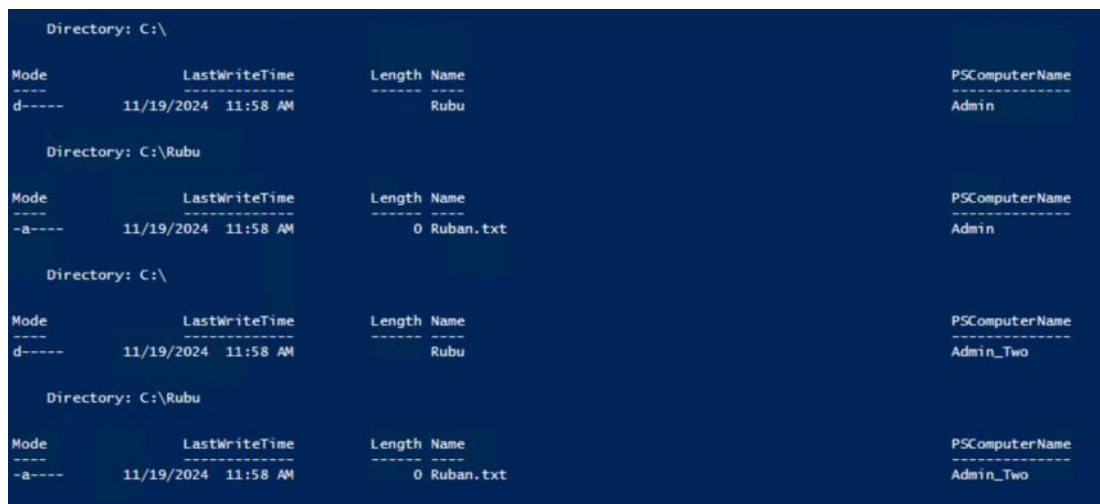 Directory: C:\
Mode LastWriteTime Length Name PSComputerName
---- ------------- ------ ---- --------------
d----- 11/19/2024 11:58 AM Rubu Admin
Directory: C:\Rubu
Mode LastWriteTime Length Name PSComputerName
---- ------------- ------ ---- --------------
-a---- 11/19/2024 11:58 AM 0 Ruban.txt Admin
Directory: C:\
Mode LastWriteTime Length Name PSComputerName
---- ------------- ------ ---- --------------
d----- 11/19/2024 11:58 AM Rubu Admin_Two
Directory: C:\Rubu
Mode LastWriteTime Length Name PSComputerName
---- ------------- ------ ---- --------------
-a---- 11/19/2024 11:58 AM 0 Ruban.txt Admin_Two